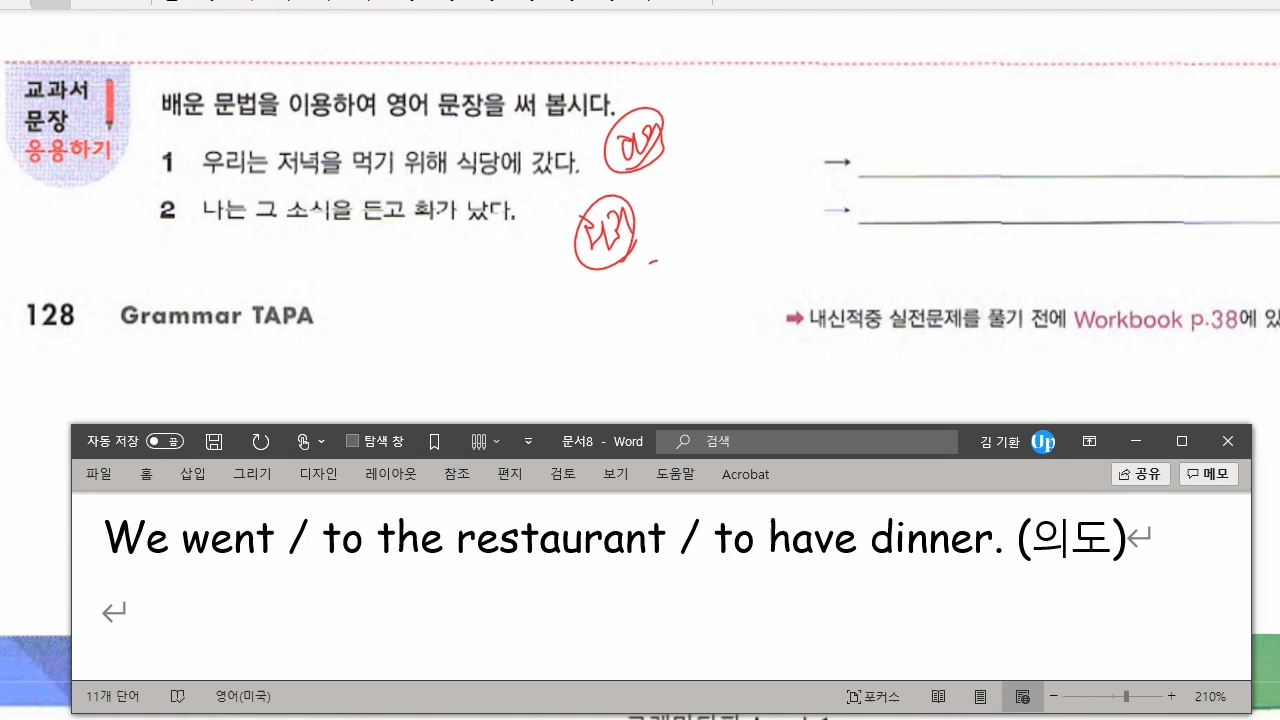 교과서
문장
응용하기
배운 문법을 이용하여 영어 문장을 써 봅시다.
1 우리는 저녁을 먹기 위해 식당에 갔다. →
2 나는 그 소식을 듣고 화가 났다. →
128 Grammar TAPA
➡ 내신적중 실전문제를 풀기 전에 Workbook p.38에 있
자동 저장 끔 탐색 창 문서8 - Word 검색 김 기환 Up
파일 홈 삽입 그리기 디자인 레이아웃 참조 편지 검토 보기 도움말 Acrobat 공유 메모
We went / to the restaurant / to have dinner. (의도)
11개 단어 영어(미국) 포커스 210%